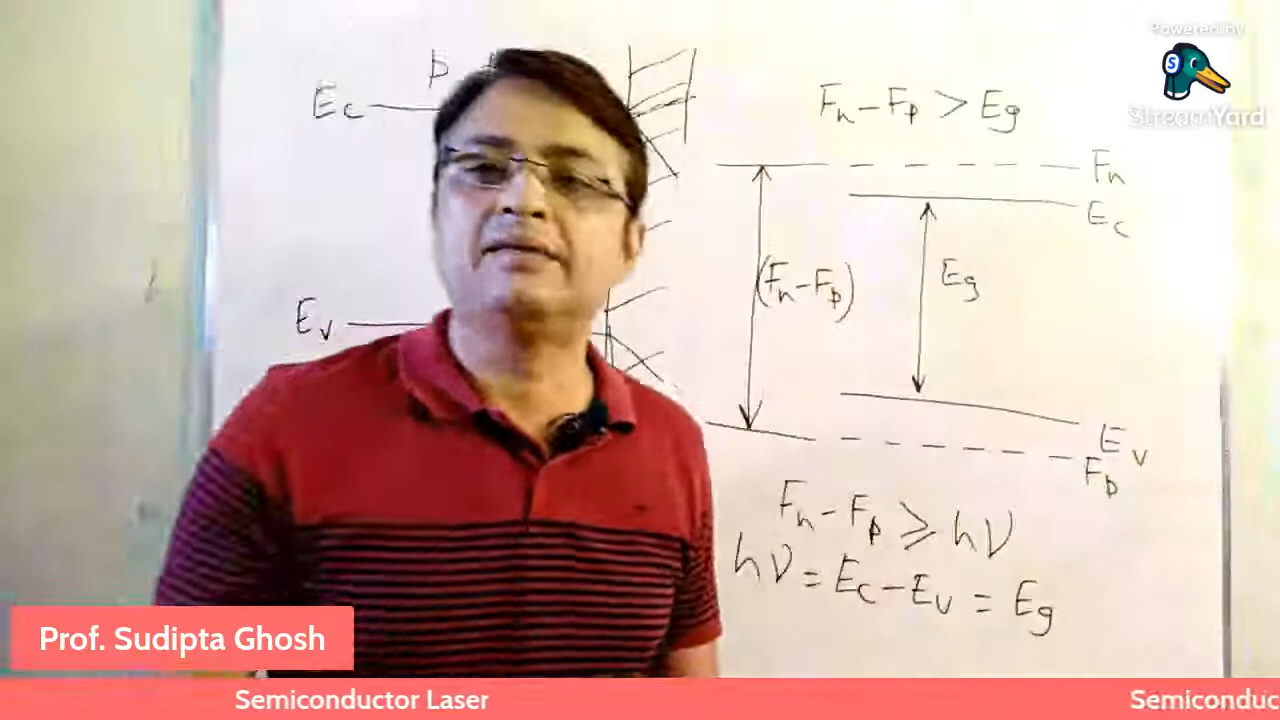 Powered by
StreamYard
p
Ec
Ev
Fn-Fp > Eg
Fn
Ec
(Fn-Fp)
Eg
Ev
Fp
Fn-Fp ⩾ hν
hν = Ec-Ev = Eg
Prof. Sudipta Ghosh
Semiconductor Laser
Semiconduc